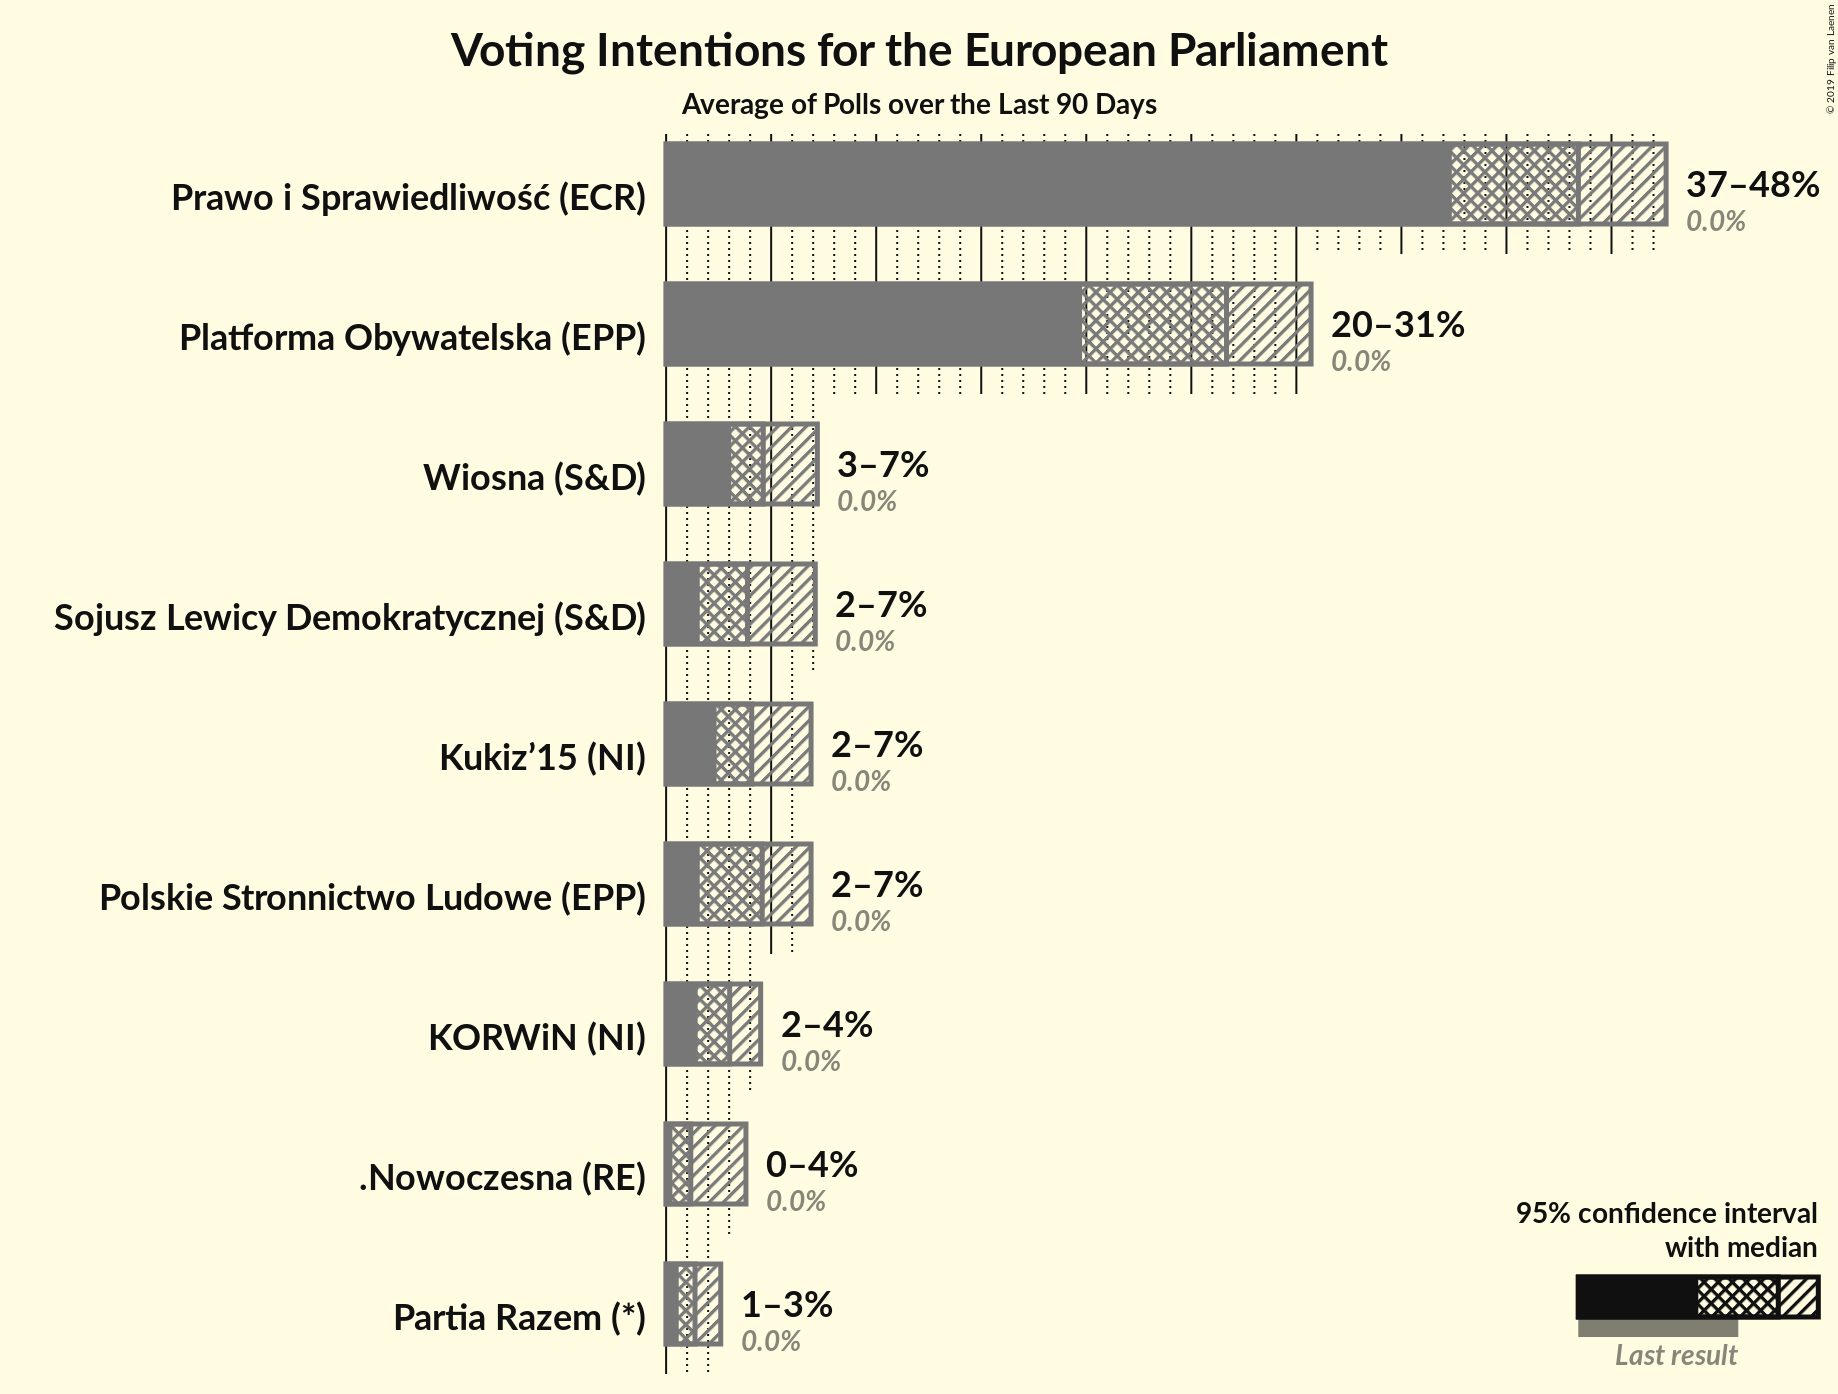 Voting Intentions for the European Parliament
Average of Polls over the Last 90 Days
© 2019 Filip van Laenen
Prawo i Sprawiedliwość (ECR)
37–48%
0.0%
Platforma Obywatelska (EPP)
20–31%
0.0%
Wiosna (S&D)
3–7%
0.0%
Sojusz Lewicy Demokratycznej (S&D)
2–7%
0.0%
Kukiz’15 (NI)
2–7%
0.0%
Polskie Stronnictwo Ludowe (EPP)
2–7%
0.0%
KORWiN (NI)
2–4%
0.0%
.Nowoczesna (RE)
0–4%
0.0%
Partia Razem (*)
1–3%
0.0%
95% confidence interval
with median
Last result